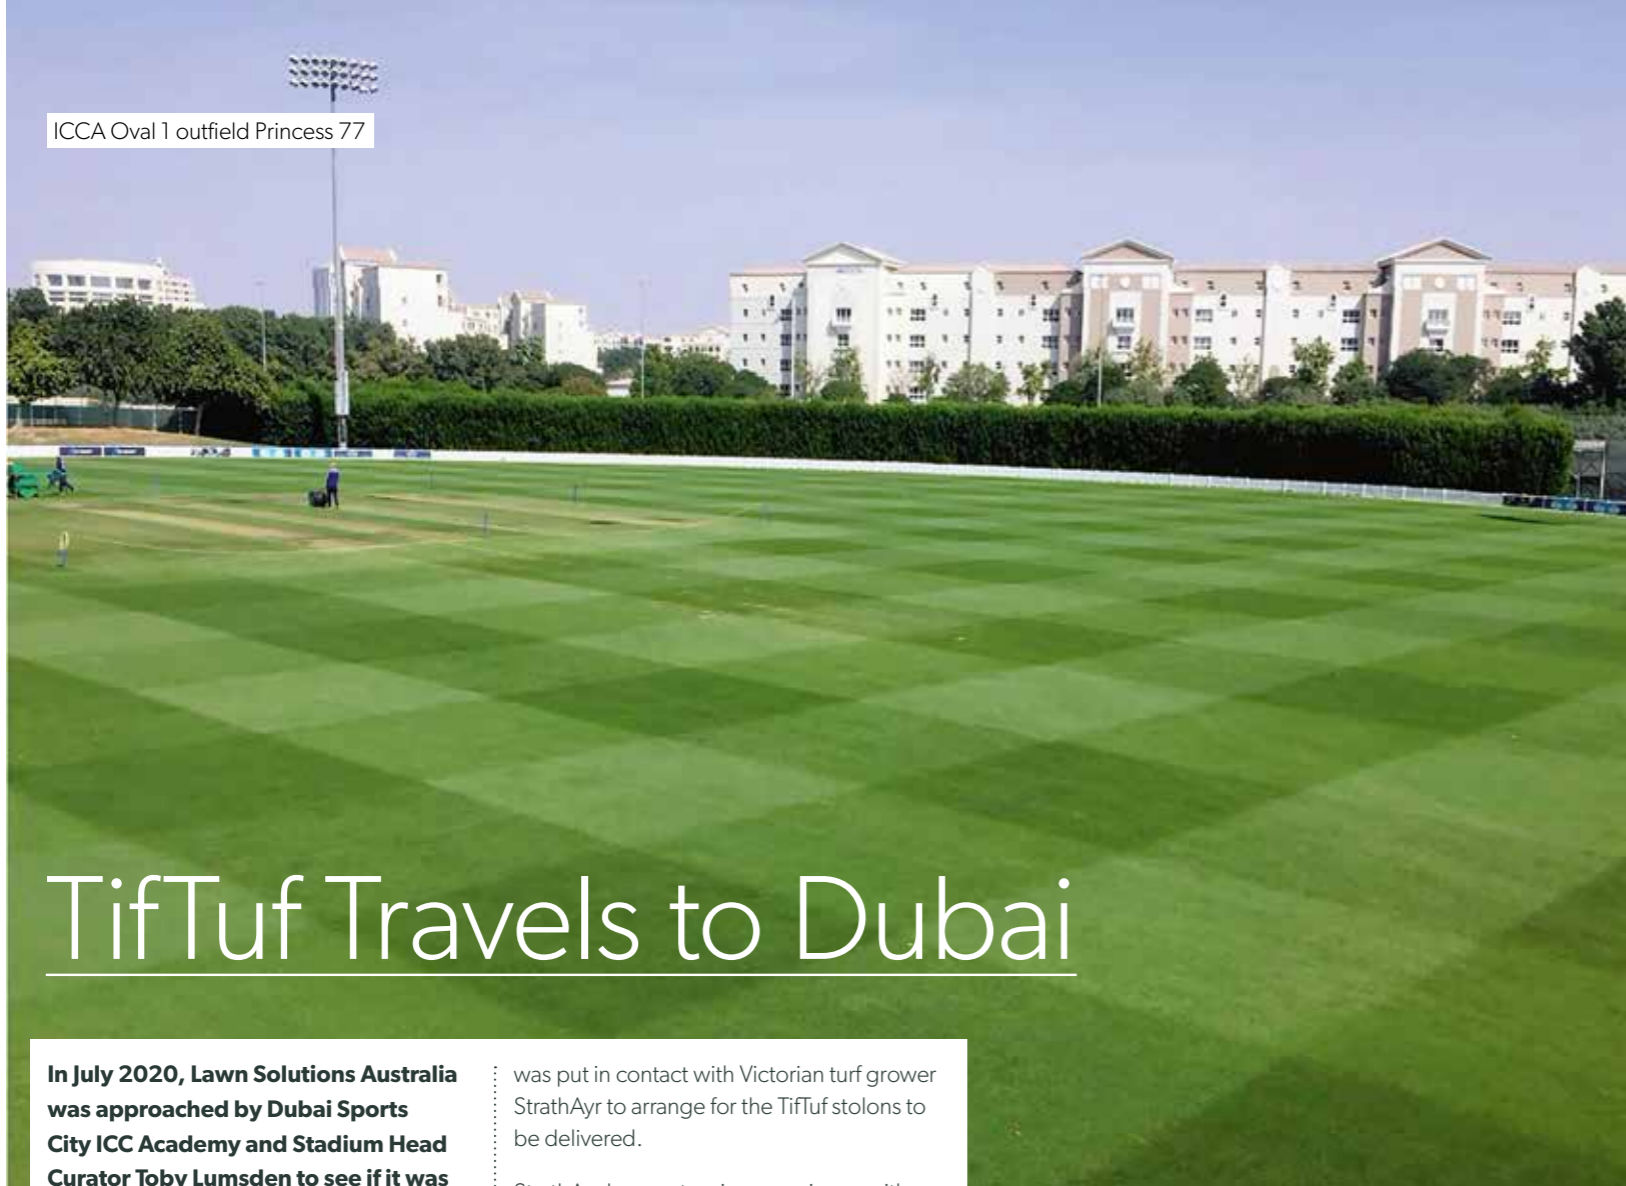 ICCA Oval 1 outfield Princess 77
TifTuf Travels to Dubai
In July 2020, Lawn Solutions Australia
was approached by Dubai Sports
City ICC Academy and Stadium Head
Curator Toby Lumsden to see if it was
was put in contact with Victorian turf grower
StrathAyr to arrange for the TifTuf stolons to
be delivered.